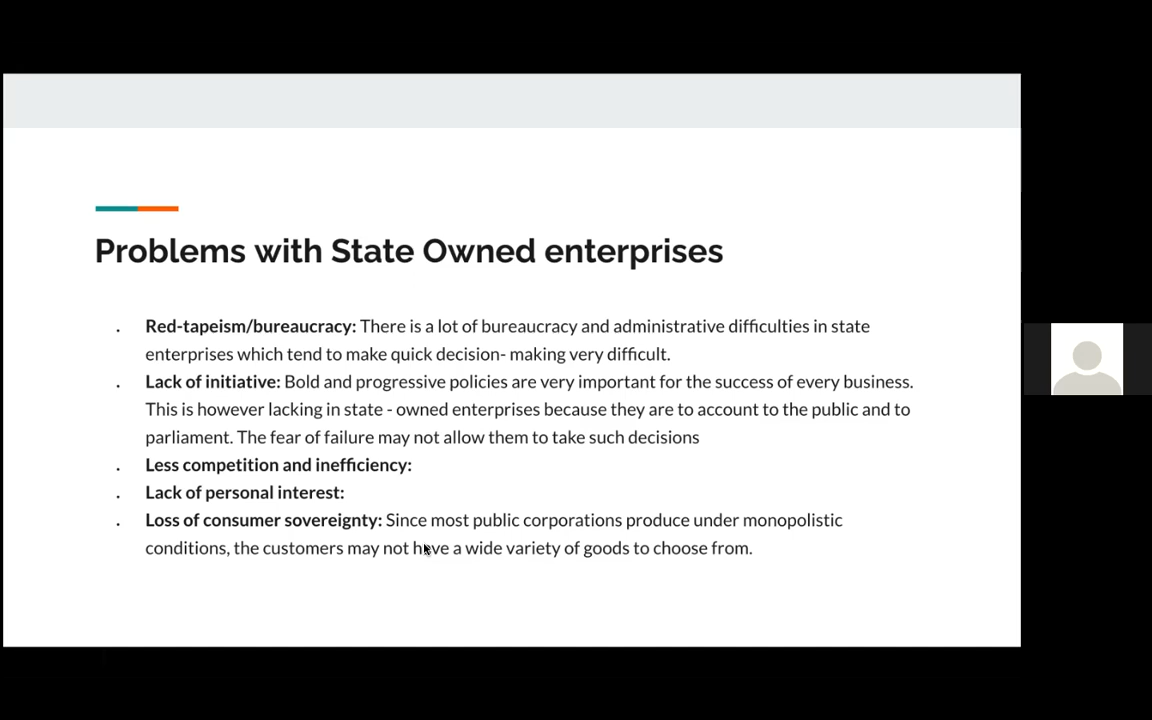 Problems with State Owned enterprises
. Red-tapeism/bureaucracy: There is a lot of bureaucracy and administrative difficulties in state
enterprises which tend to make quick decision- making very difficult.
. Lack of initiative: Bold and progressive policies are very important for the success of every business.
This is however lacking in state - owned enterprises because they are to account to the public and to
parliament. The fear of failure may not allow them to take such decisions
. Less competition and inefficiency:
. Lack of personal interest:
. Loss of consumer sovereignty: Since most public corporations produce under monopolistic
conditions, the customers may not have a wide variety of goods to choose from.